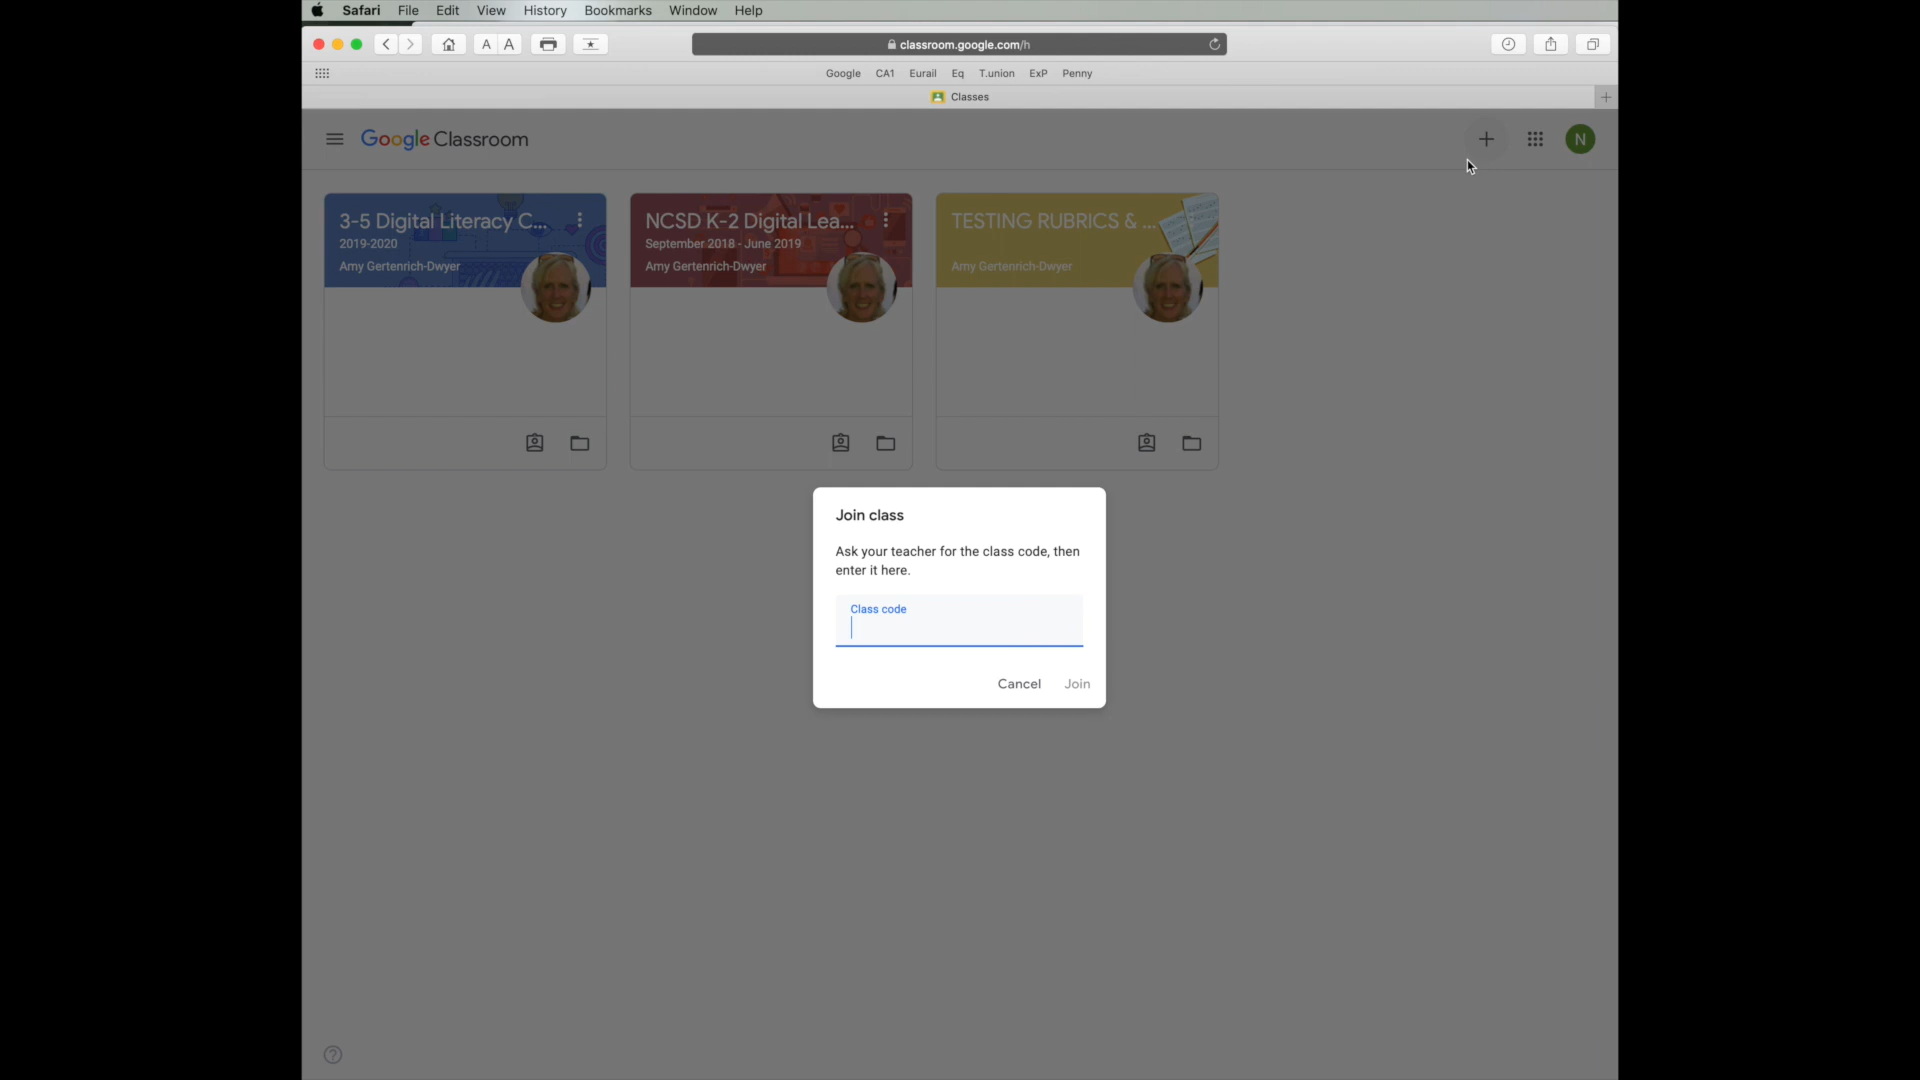 Safari File Edit View History Bookmarks Window Help
A A classroom.google.com/h
Google CA1 Eurail Eq T.union ExP Penny
Classes
Google Classroom
N
3-5 Digital Literacy C...
2019-2020
Amy Gertenrich-Dwyer
NCSD K-2 Digital Lea...
September 2018 - June 2019
Amy Gertenrich-Dwyer
TESTING RUBRICS & ...
Amy Gertenrich-Dwyer
Join class
Ask your teacher for the class code, then
enter it here.
Class code
Cancel Join
?